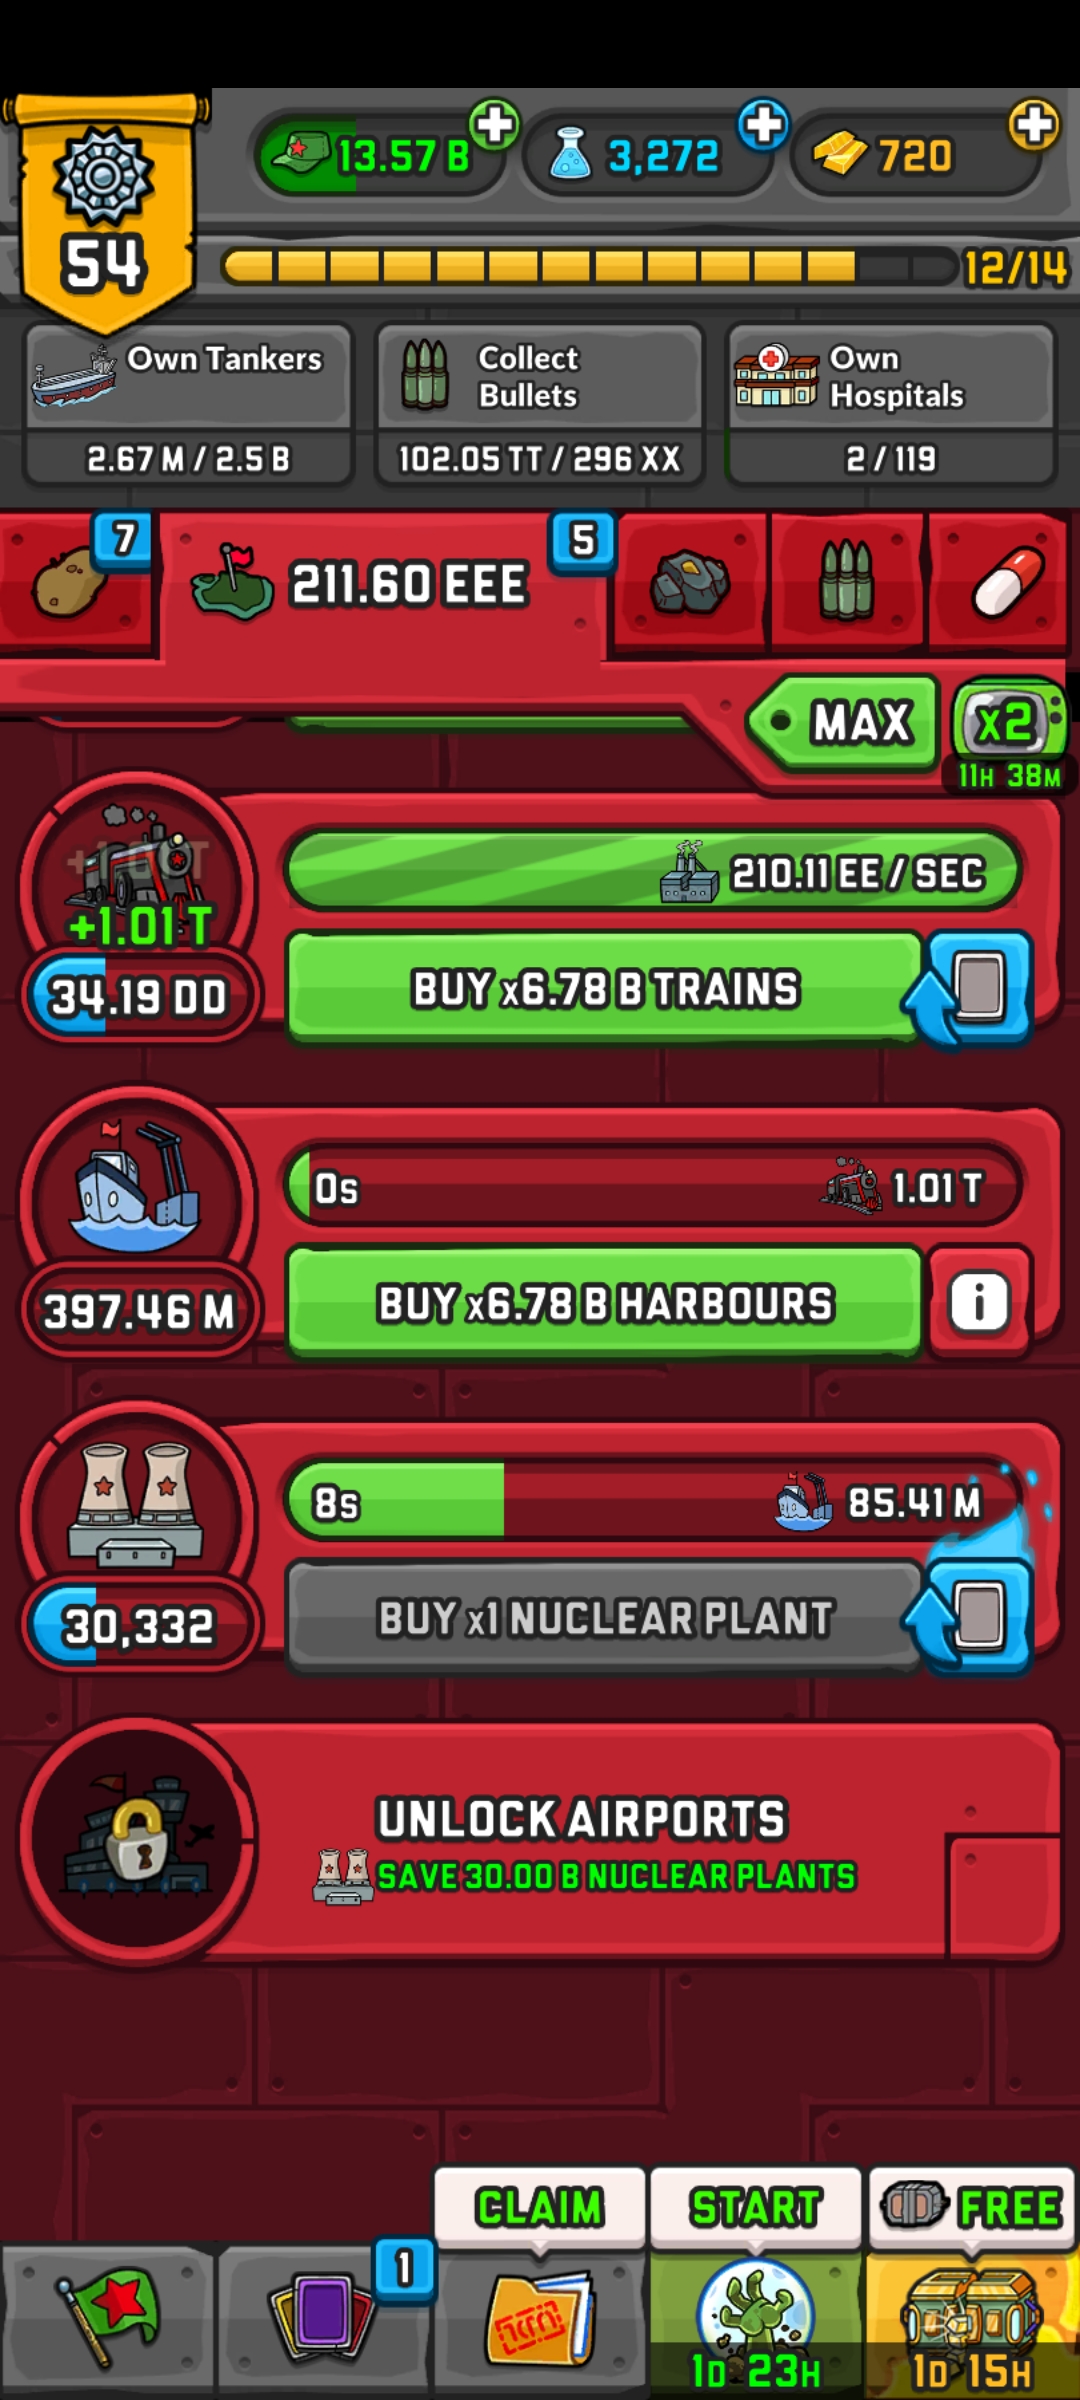 54
13.57 B
3,272
720
12/14
Own Tankers
2.67 M / 2.5 B
Collect
Bullets
102.05 TT / 296 XX
Own
Hospitals
2 / 119
7
211.60 EEE
5
MAX
x2
11H 38M
+1.01 T
34.19 DD
210.11 EE / SEC
BUY x6.78 B TRAINS
397.46 M
0s
1.01 T
BUY x6.78 B HARBOURS
i
30,332
8s
85.41 M
BUY x1 NUCLEAR PLANT
UNLOCK AIRPORTS
SAVE 30.00 B NUCLEAR PLANTS
CLAIM
START
FREE
1
1D 23H
1D 15H